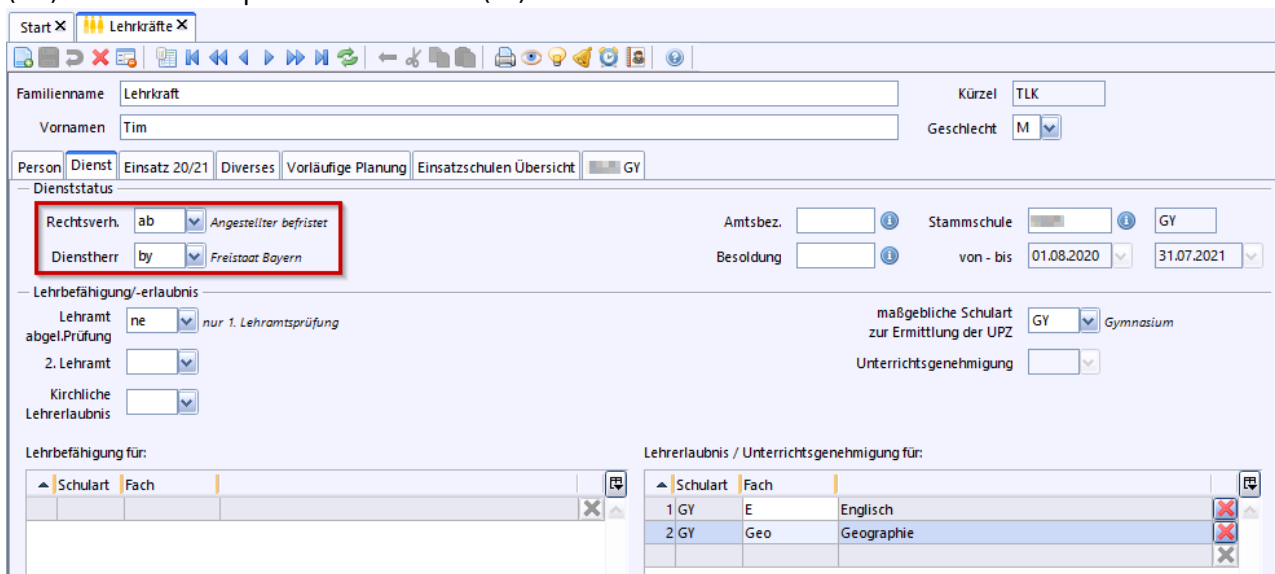 Start Lehrkräfte
Familienname Lehrkraft Kürzel TLK
Vornamen Tim Geschlecht M
Person Dienst Einsatz 20/21 Diverses Vorläufige Planung Einsatzschulen Übersicht GY
Dienststatus
Rechtsverh. ab Angestellter befristet Amtsbez. Stammschule GY
Dienstherr by Freistaat Bayern Besoldung von - bis 01.08.2020 31.07.2021
Lehrbefähigung/-erlaubnis
Lehramt abgel.Prüfung ne nur 1. Lehramtsprüfung maßgebliche Schulart zur Ermittlung der UPZ GY Gymnasium
2. Lehramt Unterrichtsgenehmigung
Kirchliche
Lehrerlaubnis
Lehrbefähigung für: Lehrerlaubnis / Unterrichtsgenehmigung für:
Schulart Fach Schulart Fach
1 GY E Englisch
2 GY Geo Geographie